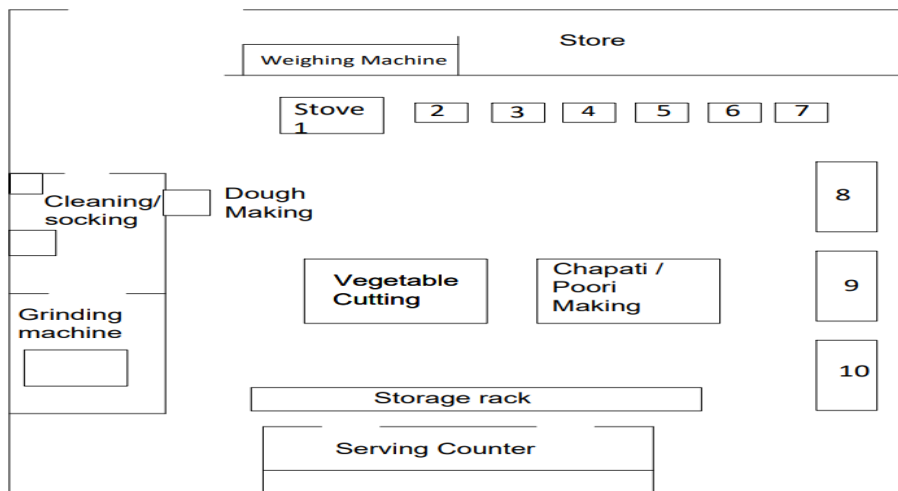 Store
Weighing Machine
Stove
1
2
3
4
5
6
7
Cleaning/
socking
Dough
Making
8
Vegetable
Cutting
Chapati /
Poori
Making
9
Grinding
machine
10
Storage rack
Serving Counter